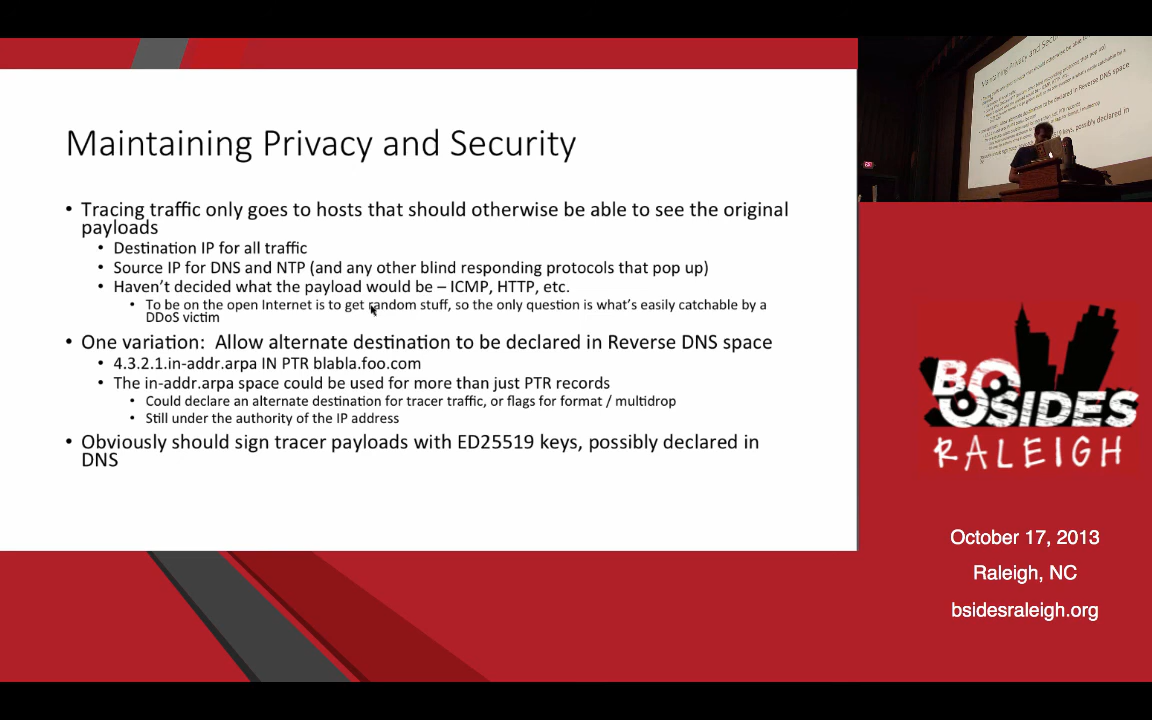 Maintaining Privacy and Security
• Tracing traffic only goes to hosts that should otherwise be able to see the original
payloads
• Destination IP for all traffic
• Source IP for DNS and NTP (and any other blind responding protocols that pop up)
• Haven't decided what the payload would be – ICMP, HTTP, etc.
• To be on the open Internet is to get random stuff, so the only question is what's easily catchable by a
DDoS victim
• One variation: Allow alternate destination to be declared in Reverse DNS space
• 4.3.2.1.in-addr.arpa IN PTR blabla.foo.com
• The in-addr.arpa space could be used for more than just PTR records
• Could declare an alternate destination for tracer traffic, or flags for format / multidrop
• Still under the authority of the IP address
• Obviously should sign tracer payloads with ED25519 keys, possibly declared in
DNS
BSIDES
RALEIGH
October 17, 2013
Raleigh, NC
bsidesraleigh.org